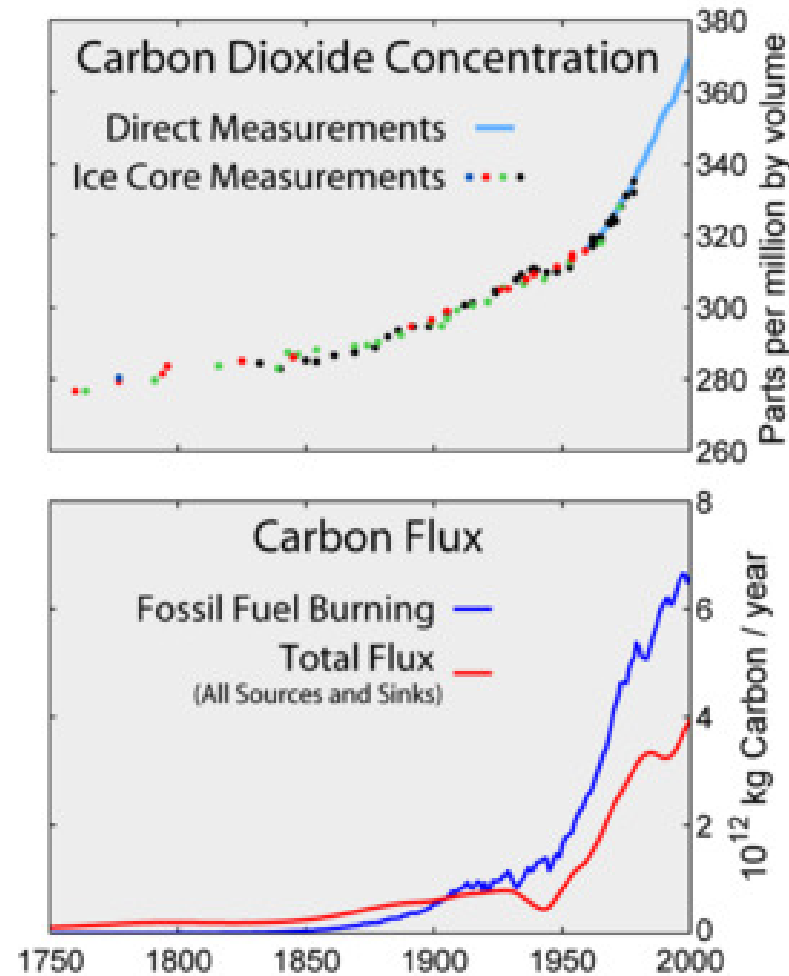 Carbon Dioxide Concentration
Direct Measurements
Ice Core Measurements
380
360
340
320
300
280
260
Parts per million by volume
Carbon Flux
Fossil Fuel Burning
Total Flux
(All Sources and Sinks)
8
6
4
2
0
10¹² kg Carbon / year
1750 1800 1850 1900 1950 2000